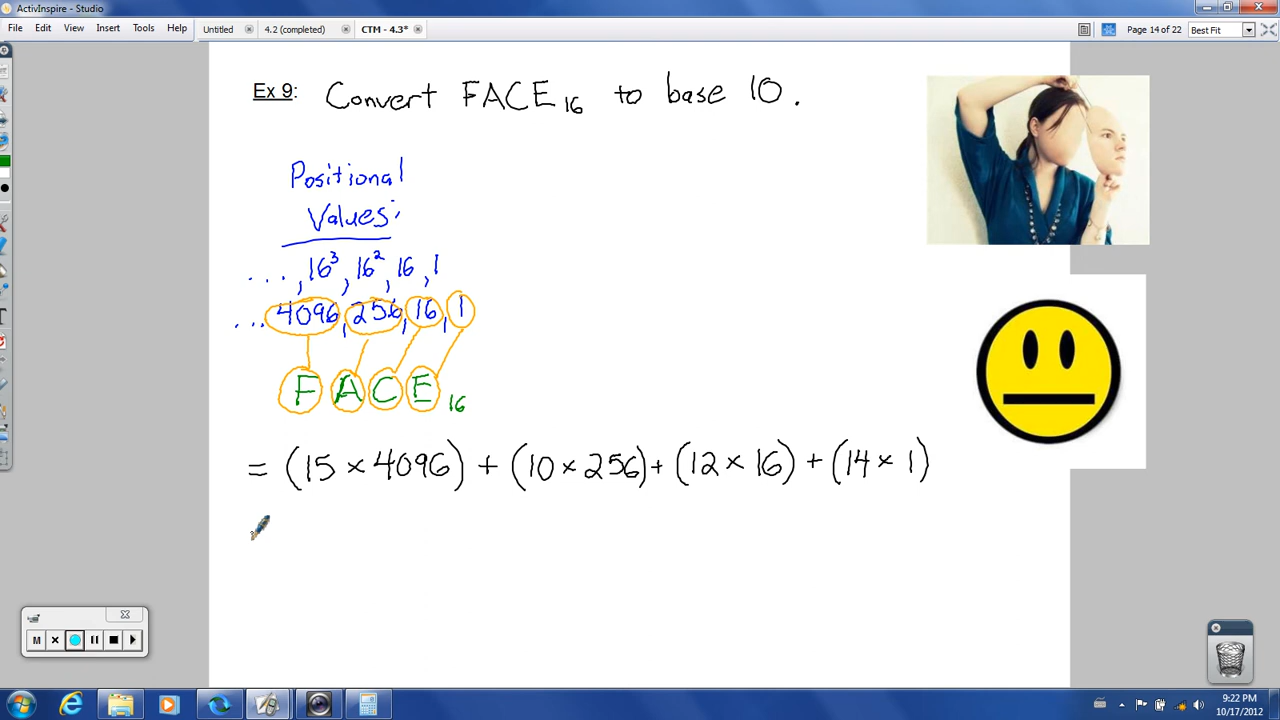 ActivInspire - Studio
File Edit View Insert Tools Help Untitled 4.2 (completed) CTM - 4.3* Page 14 of 22 Best Fit
Ex 9: Convert FACE₁₆ to base 10.
Positional
Values:
..., 16³, 16², 16, 1
... 4096, 256, 16, 1
F A C E ₁₆
= (15 × 4096) + (10 × 256) + (12 × 16) + (14 × 1)
M
9:22 PM
10/17/2012